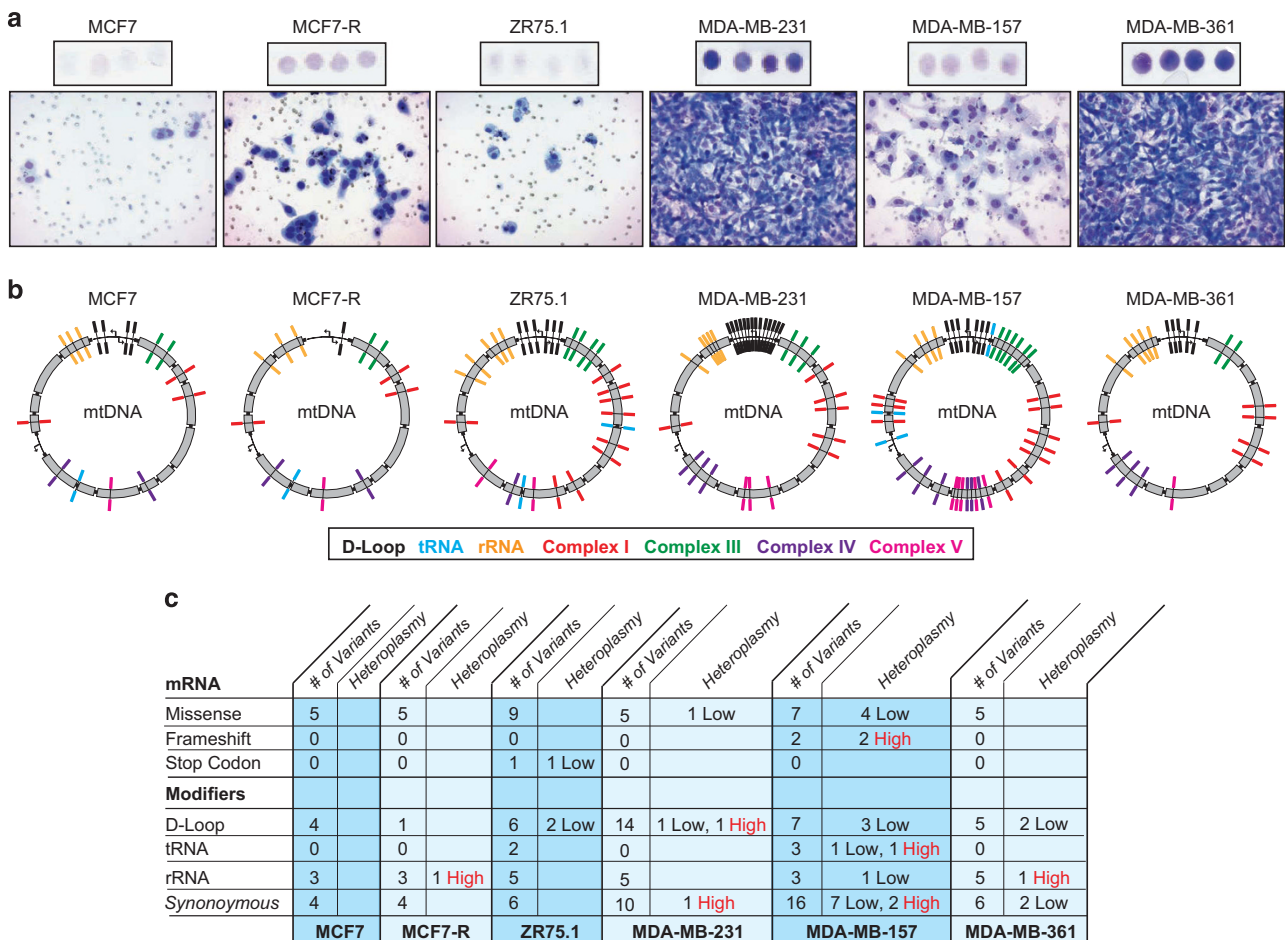 a
MCF7 MCF7-R ZR75.1 MDA-MB-231 MDA-MB-157 MDA-MB-361
b
MCF7 MCF7-R ZR75.1 MDA-MB-231 MDA-MB-157 MDA-MB-361
mtDNA mtDNA mtDNA mtDNA mtDNA mtDNA
D-Loop tRNA rRNA Complex I Complex III Complex IV Complex V
c
# of Variants Heteroplasmy # of Variants Heteroplasmy # of Variants Heteroplasmy # of Variants Heteroplasmy # of Variants Heteroplasmy # of Variants Heteroplasmy
mRNA
Missense 5 5 9 5 1 Low 7 4 Low 5
Frameshift 0 0 0 0 2 2 High 0
Stop Codon 0 0 1 1 Low 0 0 0
Modifiers
D-Loop 4 1 6 2 Low 14 1 Low, 1 High 7 3 Low 5 2 Low
tRNA 0 0 2 0 3 1 Low, 1 High 0
rRNA 3 3 1 High 5 5 3 1 Low 5 1 High
Synonoymous 4 4 6 10 1 High 16 7 Low, 2 High 6 2 Low
MCF7 MCF7-R ZR75.1 MDA-MB-231 MDA-MB-157 MDA-MB-361